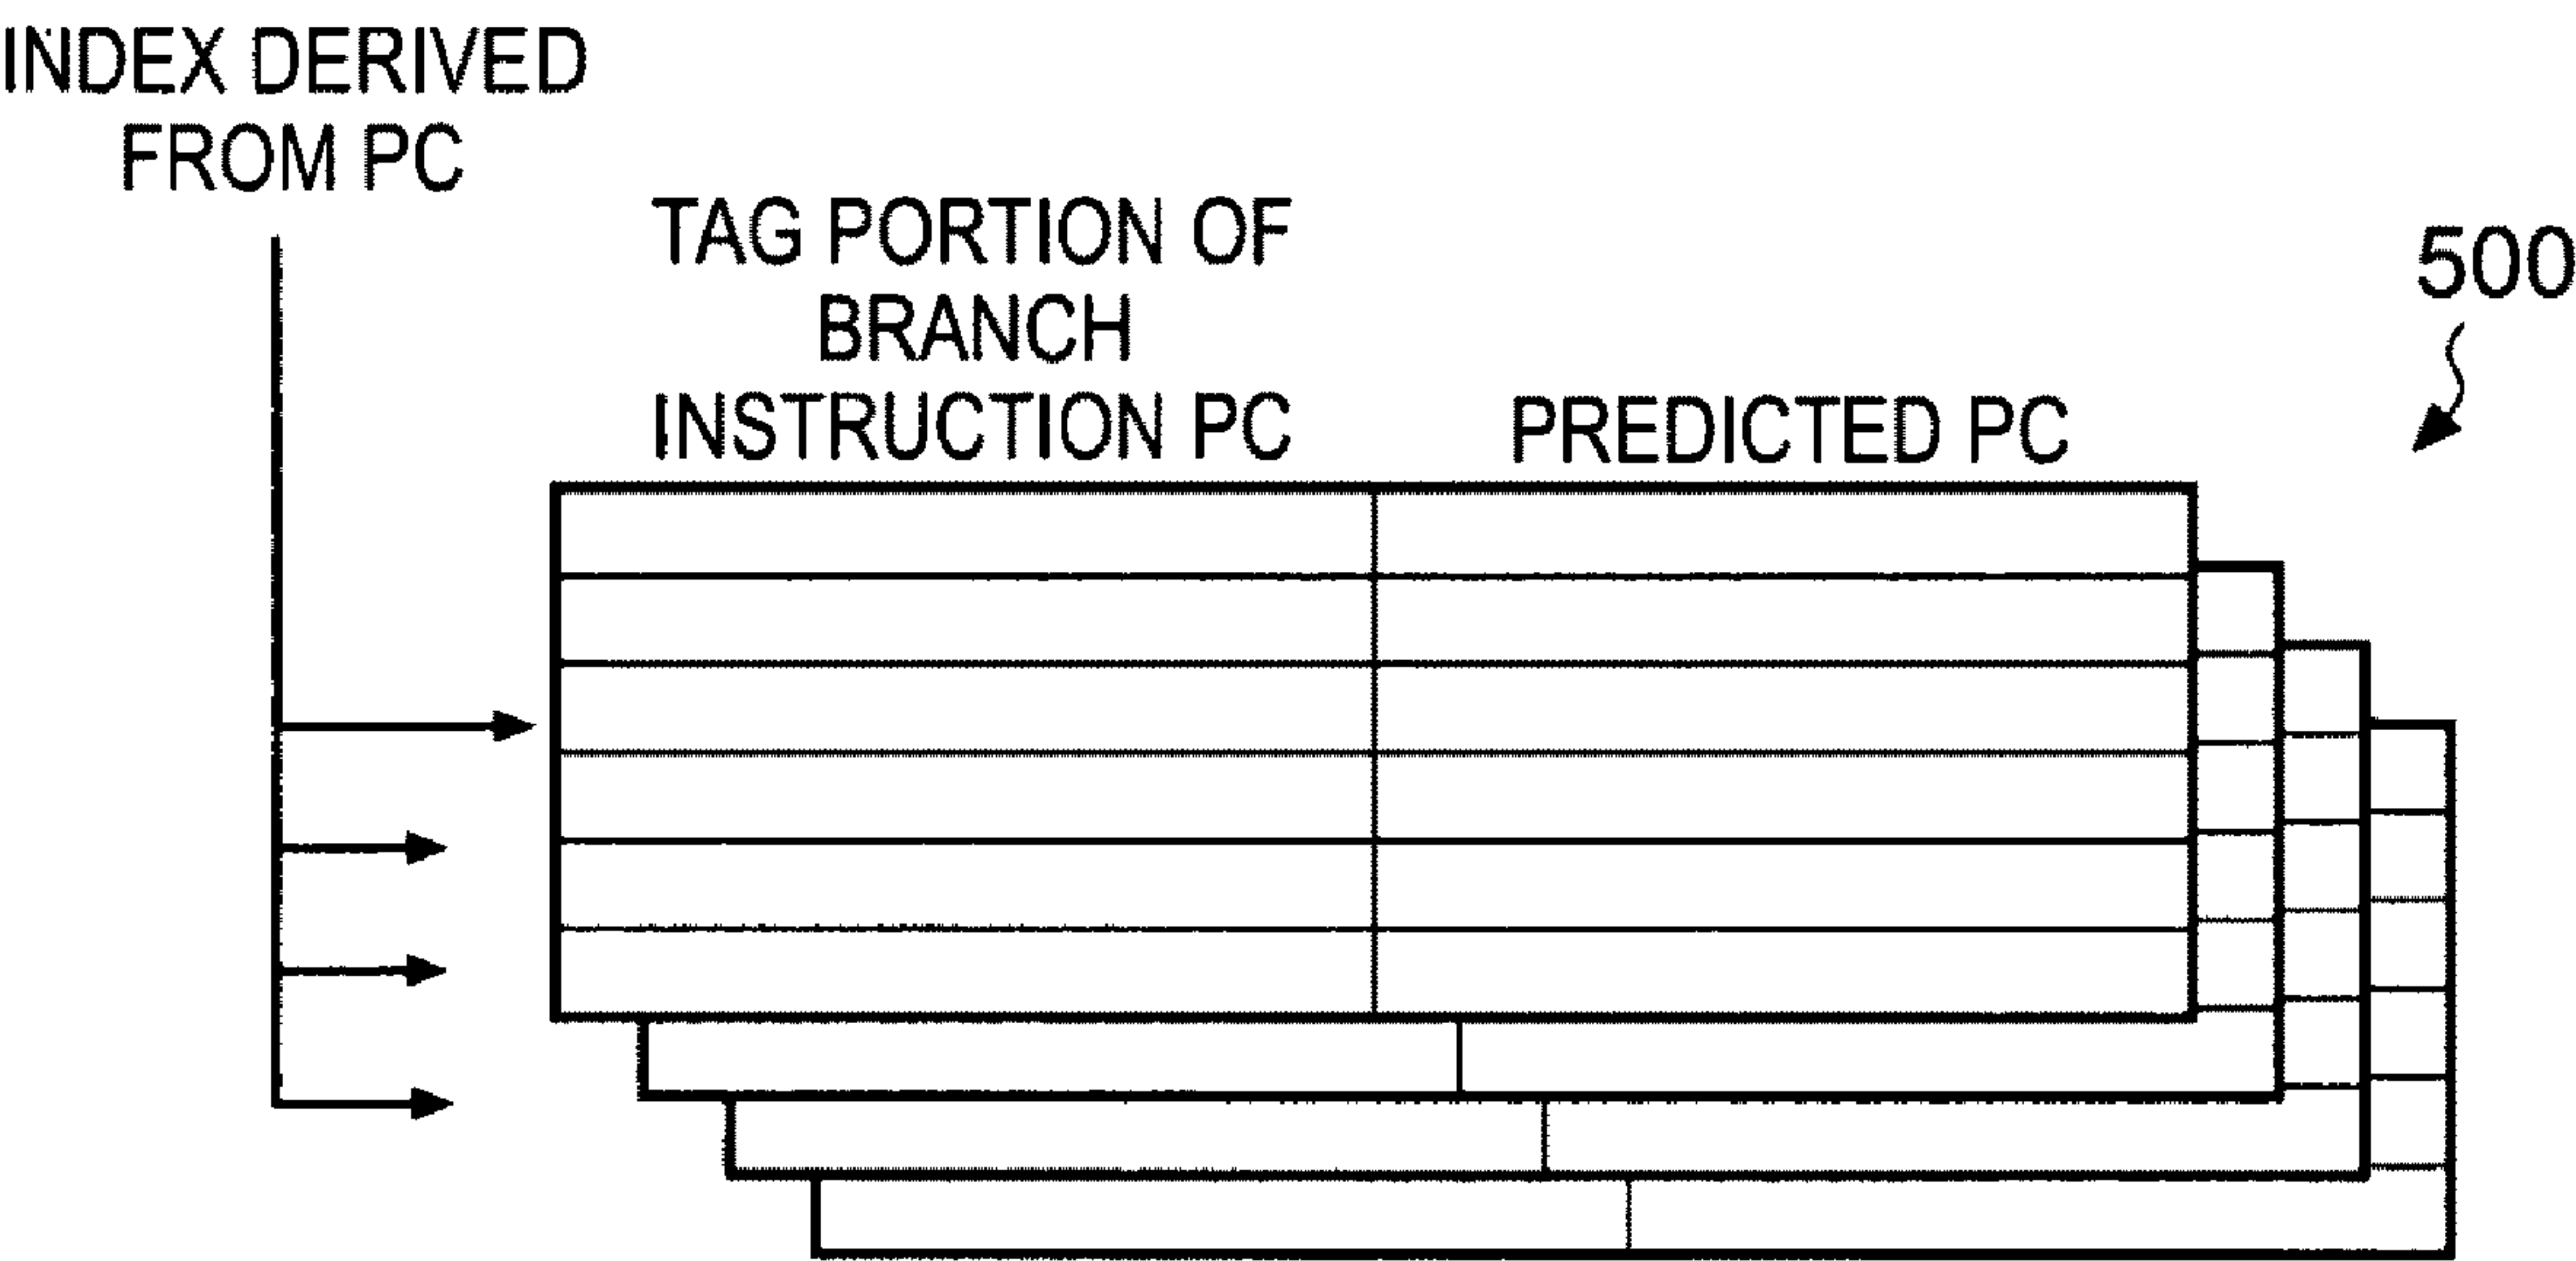 INDEX DERIVED
FROM PC
TAG PORTION OF
BRANCH
INSTRUCTION PC
PREDICTED PC
500